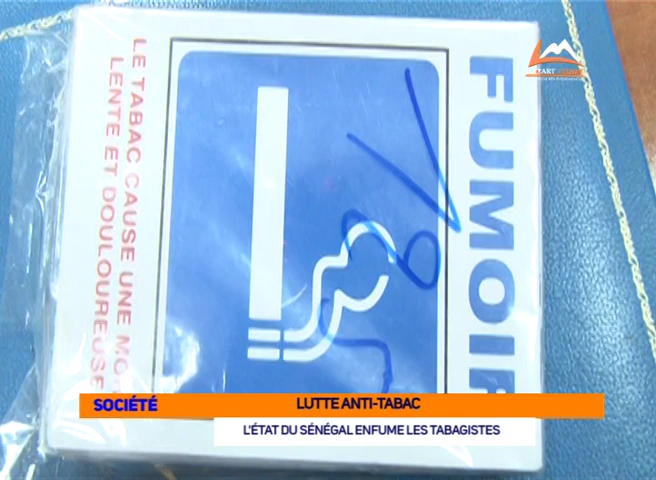 FUMOIR
LE TABAC CAUSE UNE MO
LENTE ET DOULOUREUSE
SOCIÉTÉ
LUTTE ANTI-TABAC
L'ÉTAT DU SÉNÉGAL ENFUME LES TABAGISTES